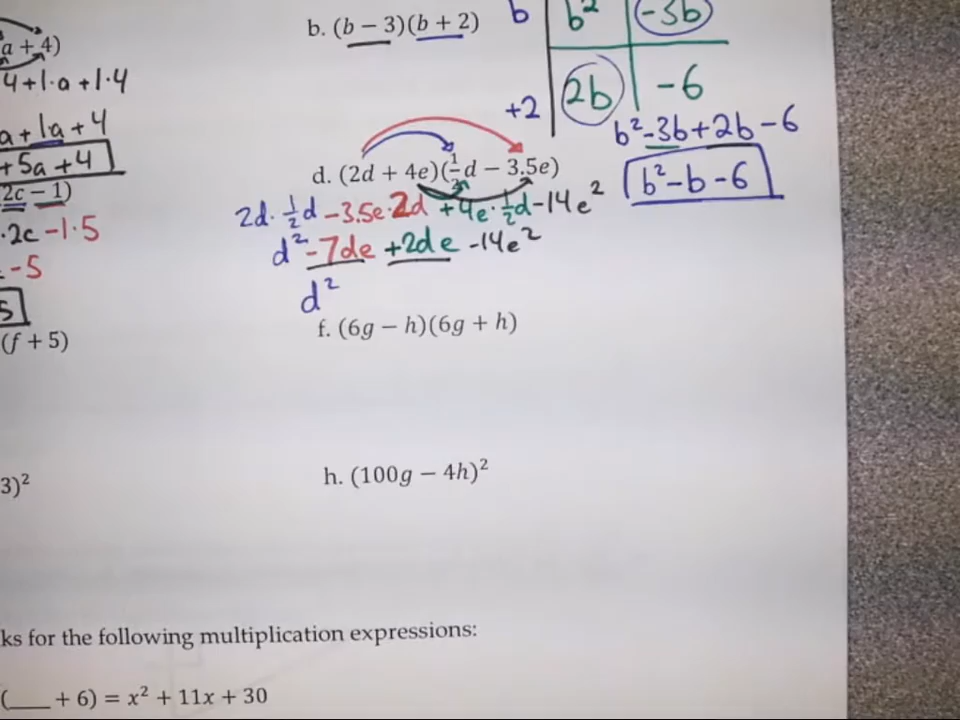 a + 4)
4+1·a+1·4
a+1a+4
+5a+4
2c − 1)
·2c-1·5
-5
5
(f + 5)
3)²
b. (b − 3)(b + 2)
b b² -3b
+2 2b -6
b²-3b+2b-6
b²-b-6
d. (2d + 4e)(½d − 3.5e)
2d·½d-3.5e·2d+4e·½d-14e²
d²-7de+2de-14e²
d²
f. (6g − h)(6g + h)
h. (100g − 4h)²
ks for the following multiplication expressions:
(___ + 6) = x² + 11x + 30